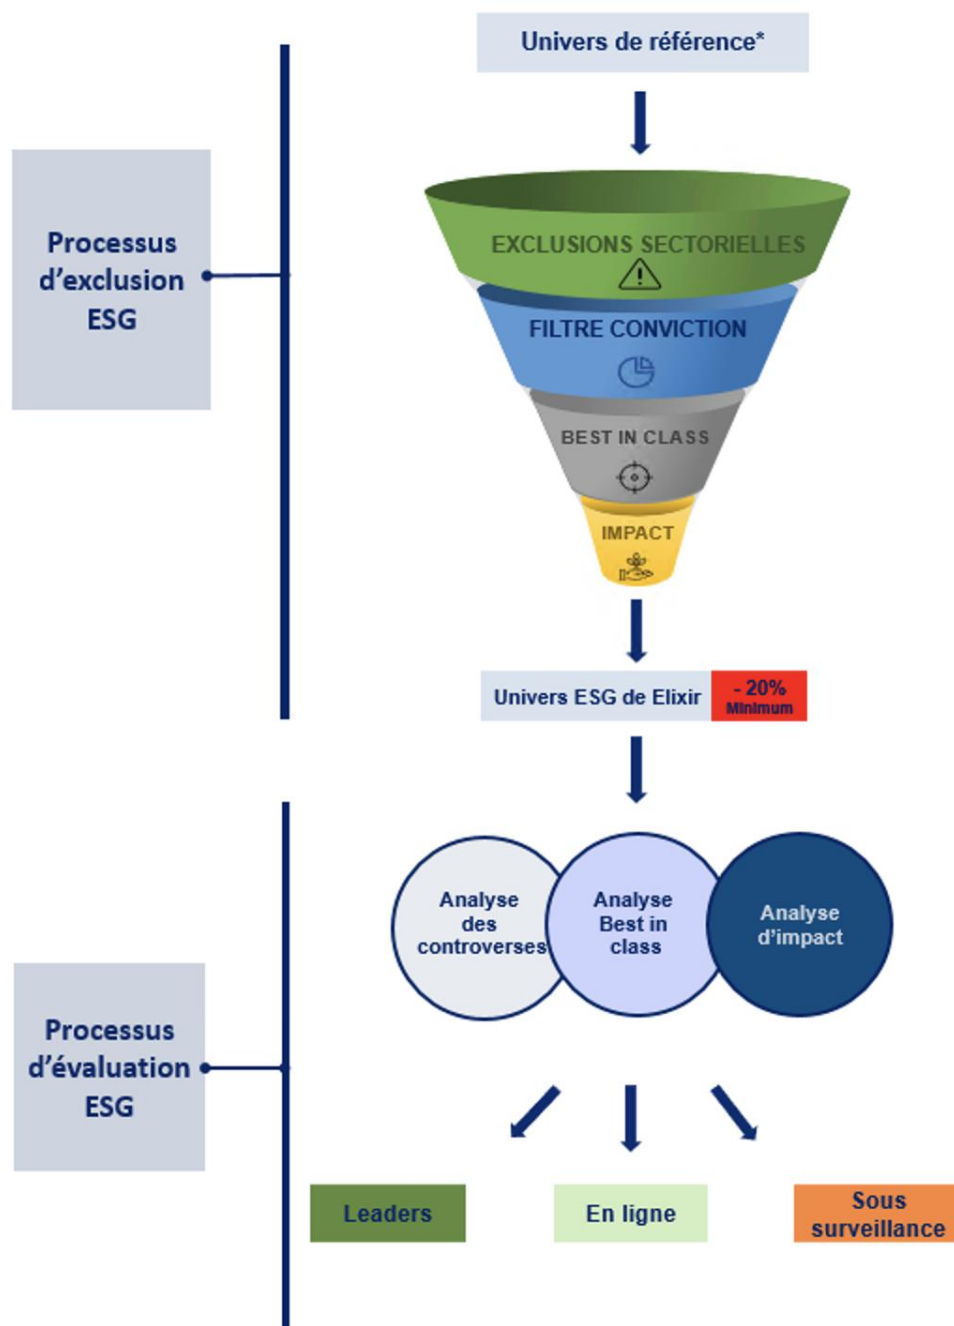 Univers de référence*
Processus
d'exclusion
ESG
EXCLUSIONS SECTORIELLES
FILTRE CONVICTION
BEST IN CLASS
IMPACT
Univers ESG de Elixir
- 20%
Minimum
Analyse
des
controverses
Analyse
Best in
class
Analyse
d'impact
Processus
d'évaluation
ESG
Leaders
En ligne
Sous
surveillance